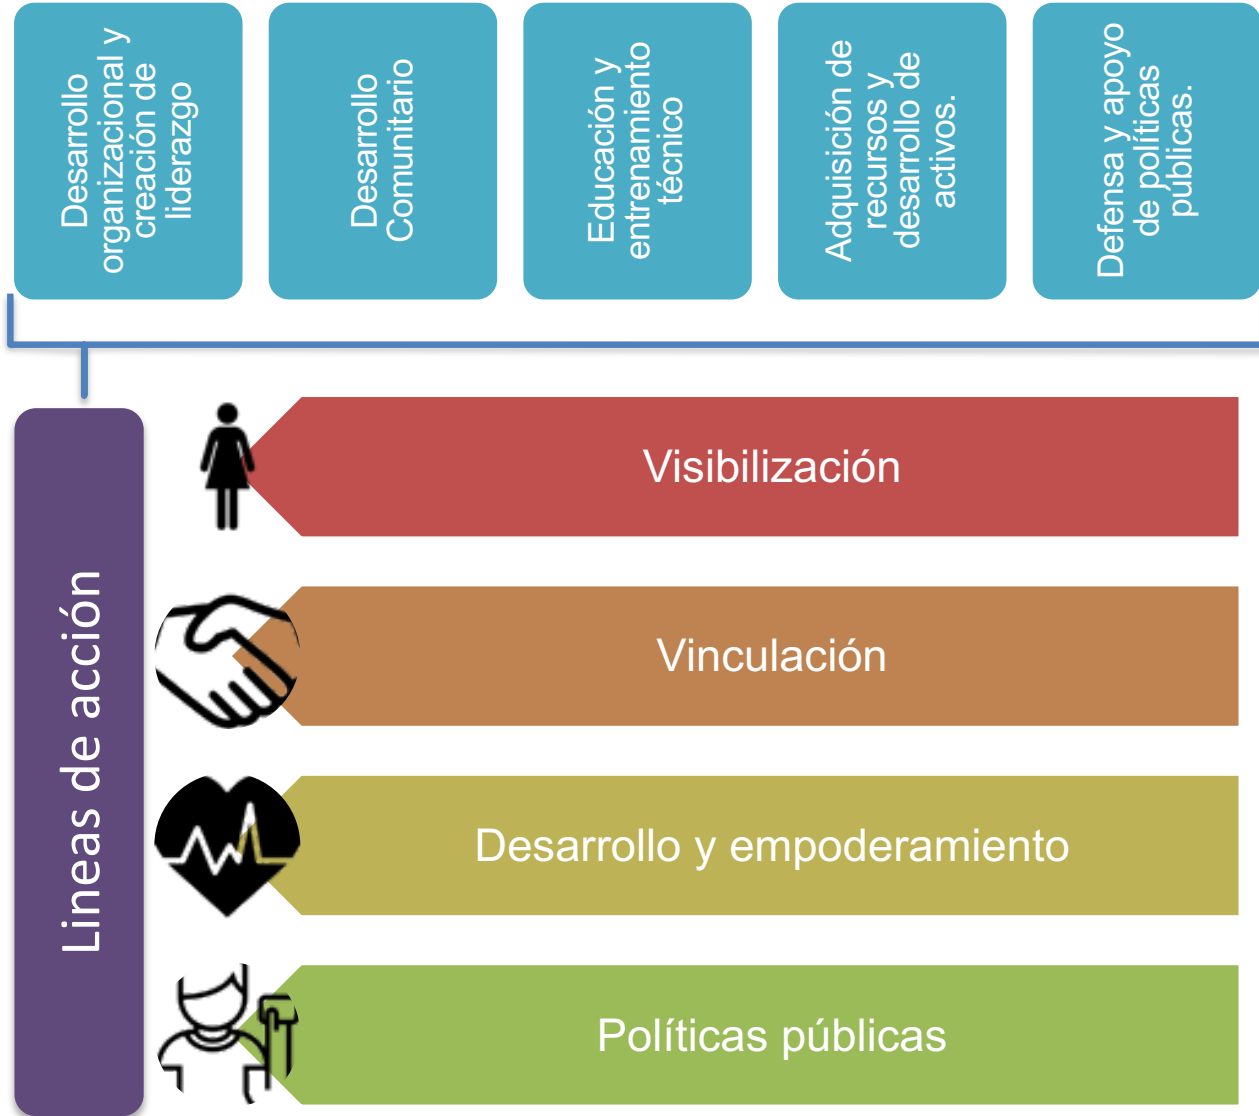 Desarrollo
organizacional y
creación de
liderazgo
Desarrollo
Comunitario
Educación y
entrenamiento
técnico
Adquisición de
recursos y
desarrollo de
activos.
Defensa y apoyo
de políticas
públicas.
Lineas de acción
Visibilización
Vinculación
Desarrollo y empoderamiento
Políticas públicas